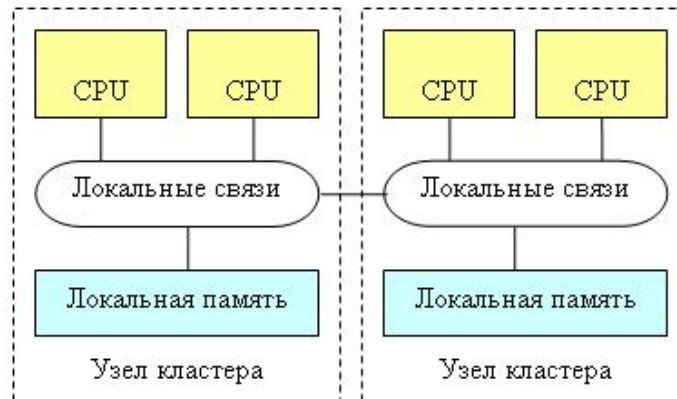 CPU CPU CPU CPU
Локальные связи Локальные связи
Локальная память Локальная память
Узел кластера Узел кластера